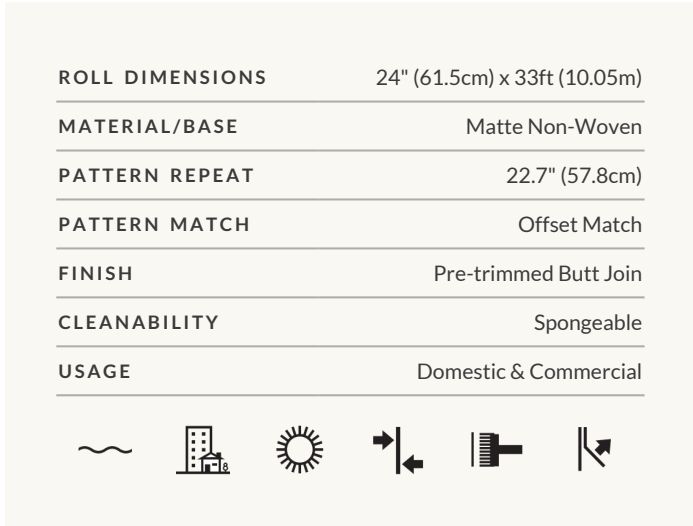 ROLL DIMENSIONS 24" (61.5cm) x 33ft (10.05m)
MATERIAL/BASE Matte Non-Woven
PATTERN REPEAT 22.7" (57.8cm)
PATTERN MATCH Offset Match
FINISH Pre-trimmed Butt Join
CLEANABILITY Spongeable
USAGE Domestic & Commercial